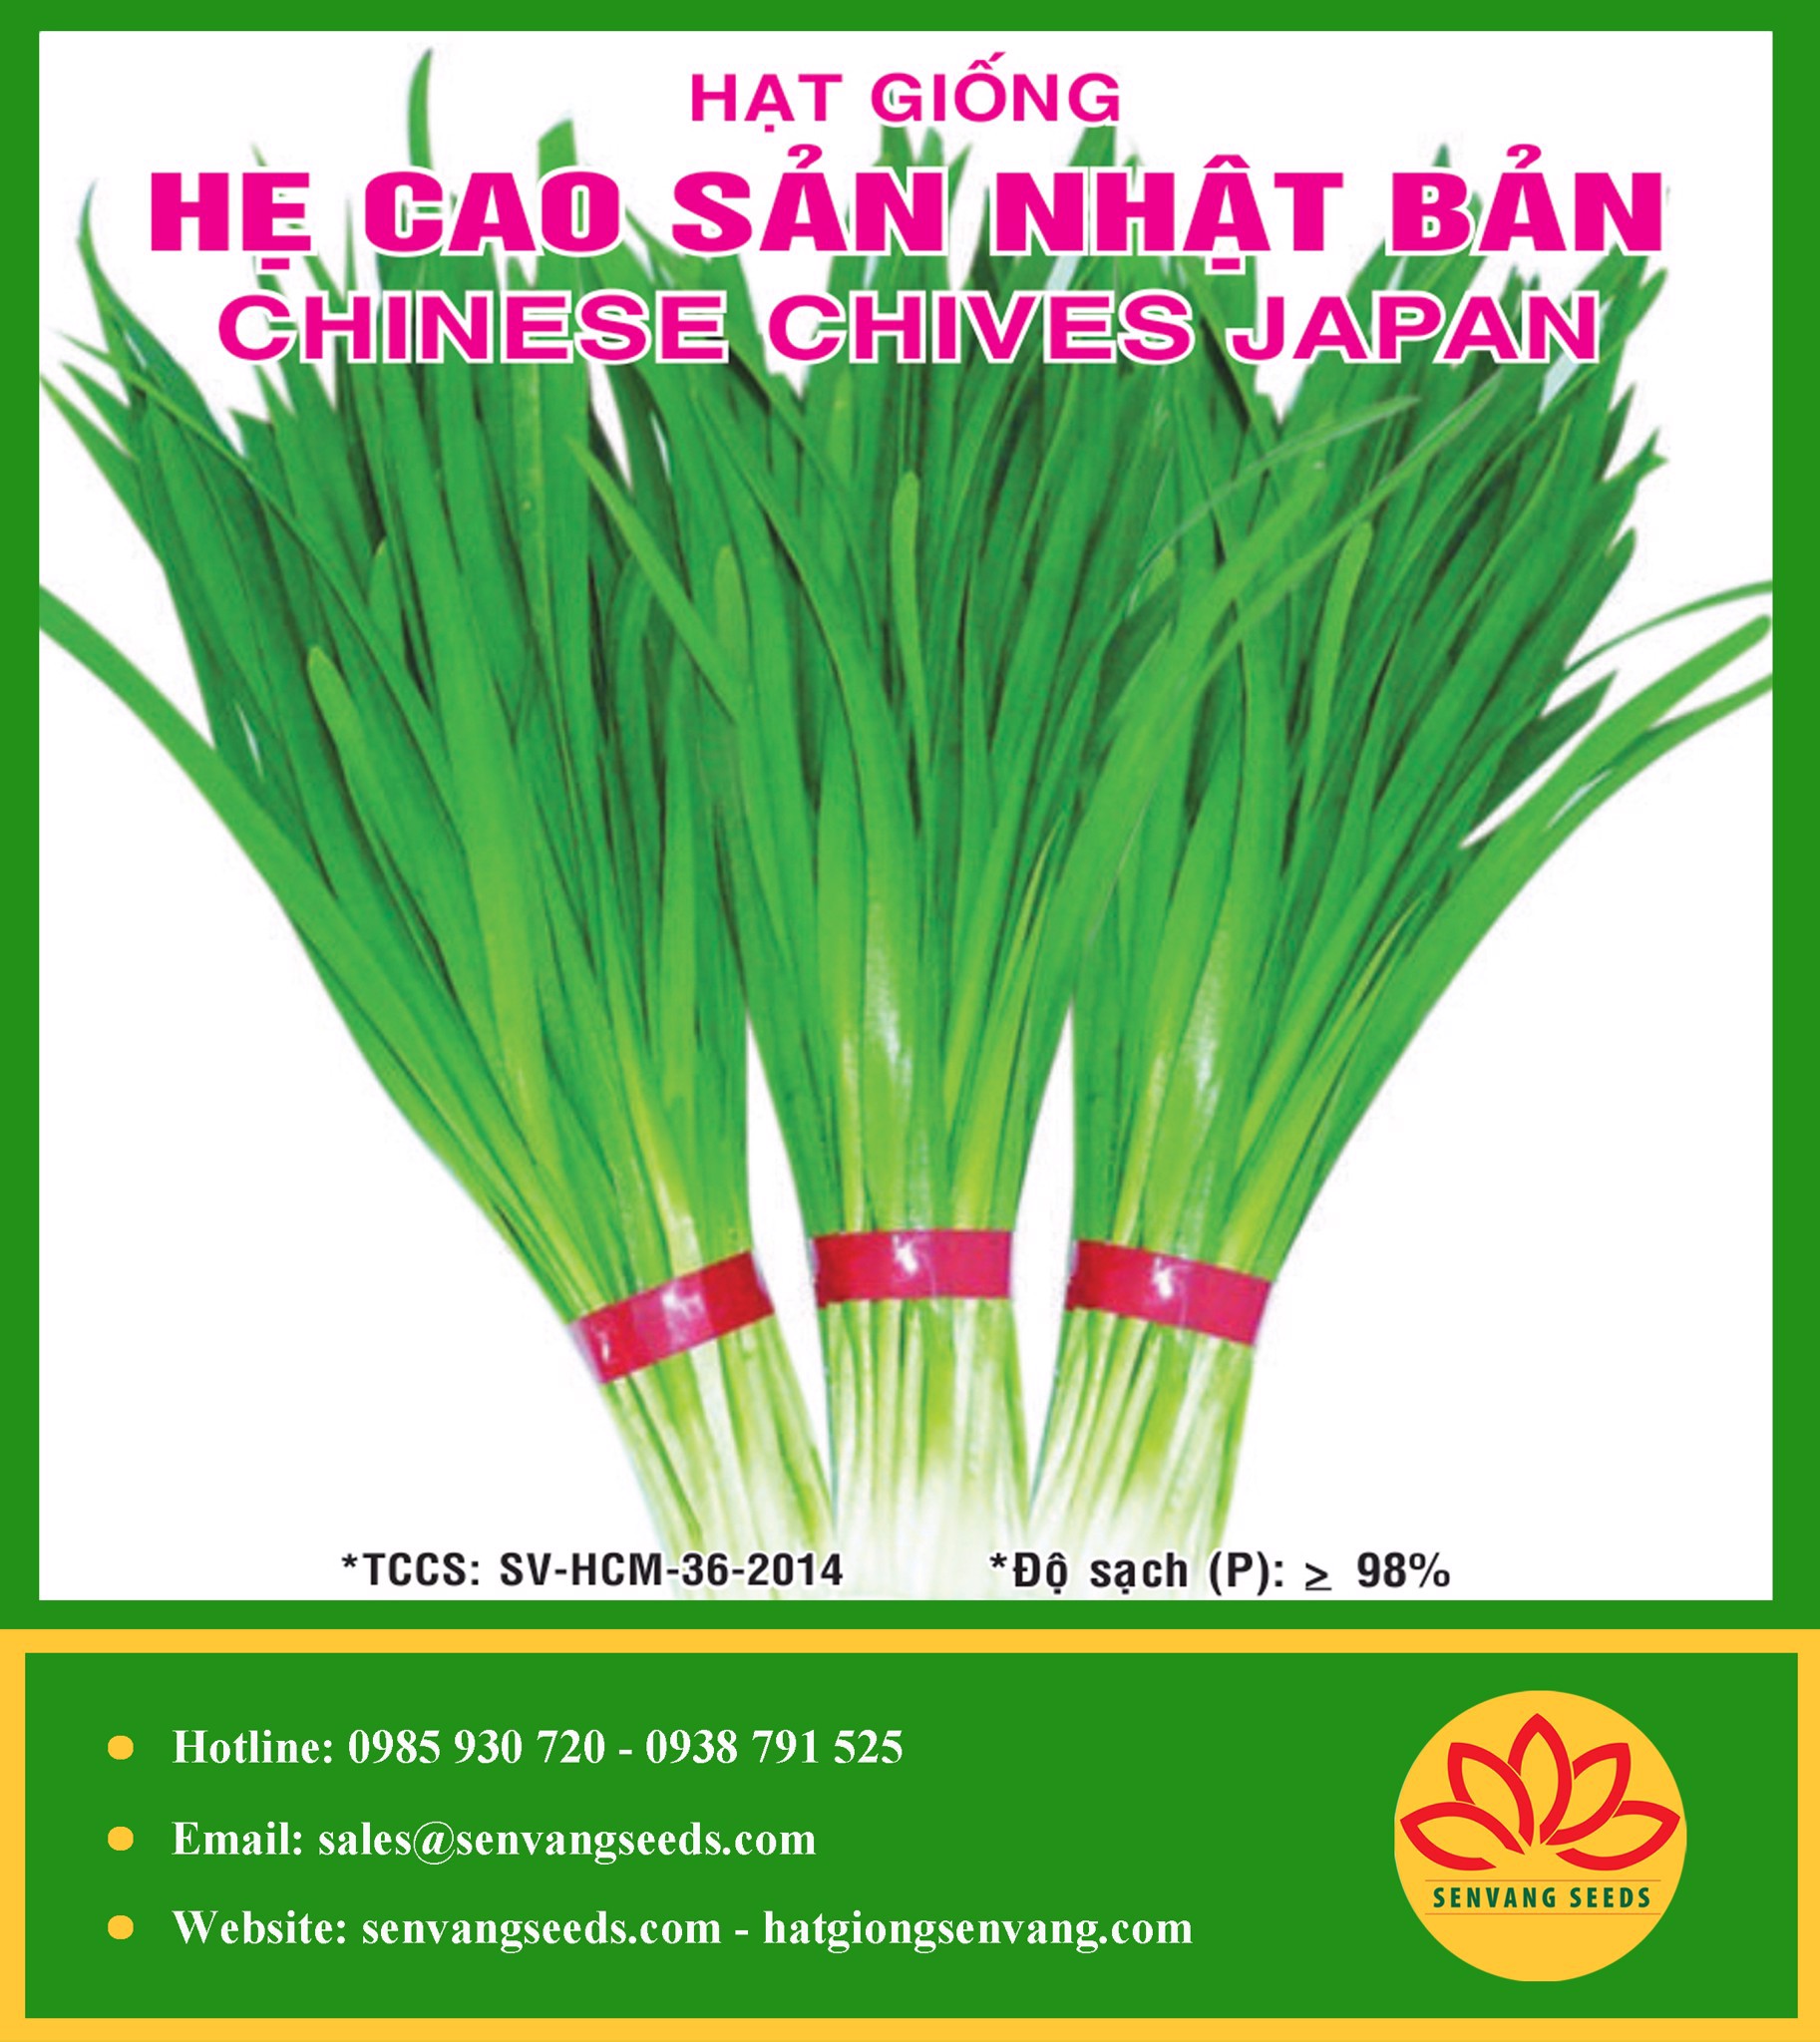 HẠT GIỐNG
HẸ CAO SẢN NHẬT BẢN
CHINESE CHIVES JAPAN
*TCCS: SV-HCM-36-2014 *Độ sạch (P): ≥ 98%
Hotline: 0985 930 720 - 0938 791 525
Email: sales@senvangseeds.com
Website: senvangseeds.com - hatgiongsenvang.com
SENVANG SEEDS